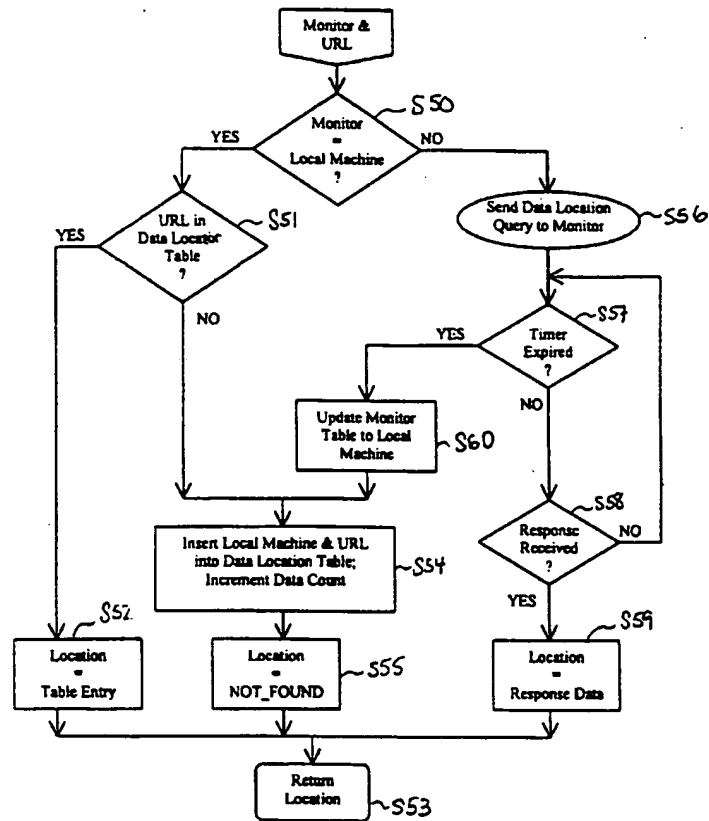 Monitor &
URL
S50
Monitor
=
Local Machine
?
YES
NO
S51
URL in
Data Locator
Table
?
YES
NO
Send Data Location
Query to Monitor
S56
S57
Timer
Expired
?
YES
NO
Update Monitor
Table to Local
Machine
S60
S58
Response
Received
?
NO
YES
Insert Local Machine & URL
into Data Location Table;
Increment Data Count
S54
S52
Location
=
Table Entry
Location
=
NOT_FOUND
S55
S59
Location
=
Response Data
Return
Location
S53